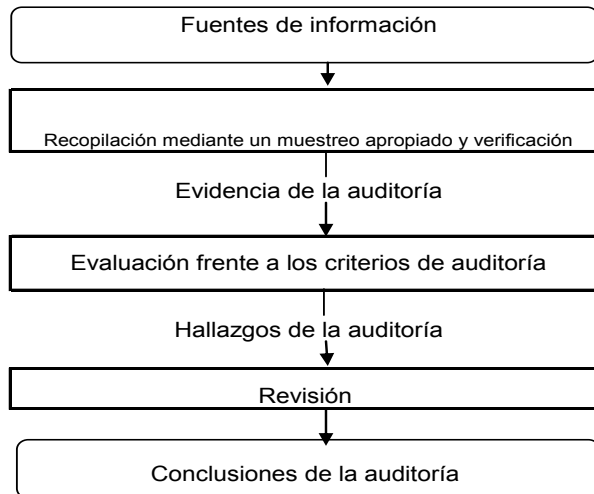 Fuentes de información
Recopilación mediante un muestreo apropiado y verificación
Evidencia de la auditoría
Evaluación frente a los criterios de auditoría
Hallazgos de la auditoría
Revisión
Conclusiones de la auditoría